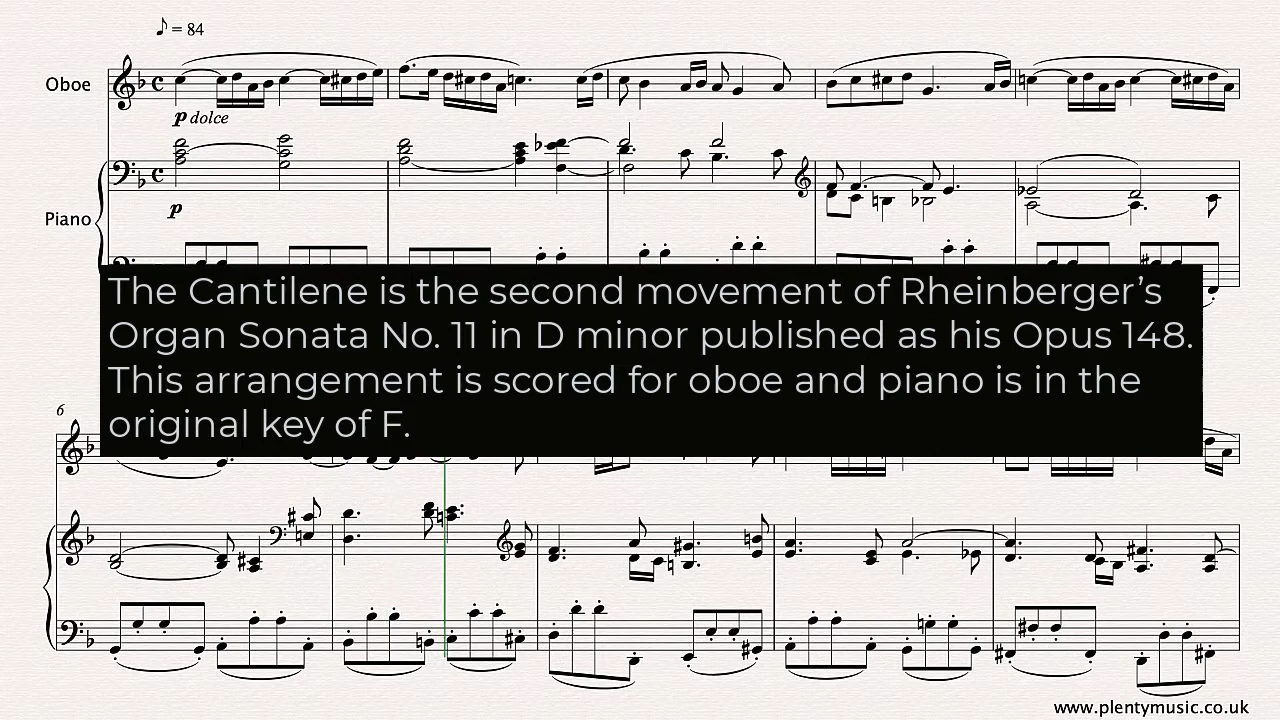 ♪ = 84
Oboe
p dolce
Piano
p
The Cantilene is the second movement of Rheinberger’s
Organ Sonata No. 11 in D minor published as his Opus 148.
This arrangement is scored for oboe and piano is in the
original key of F.
6
www.plentymusic.co.uk